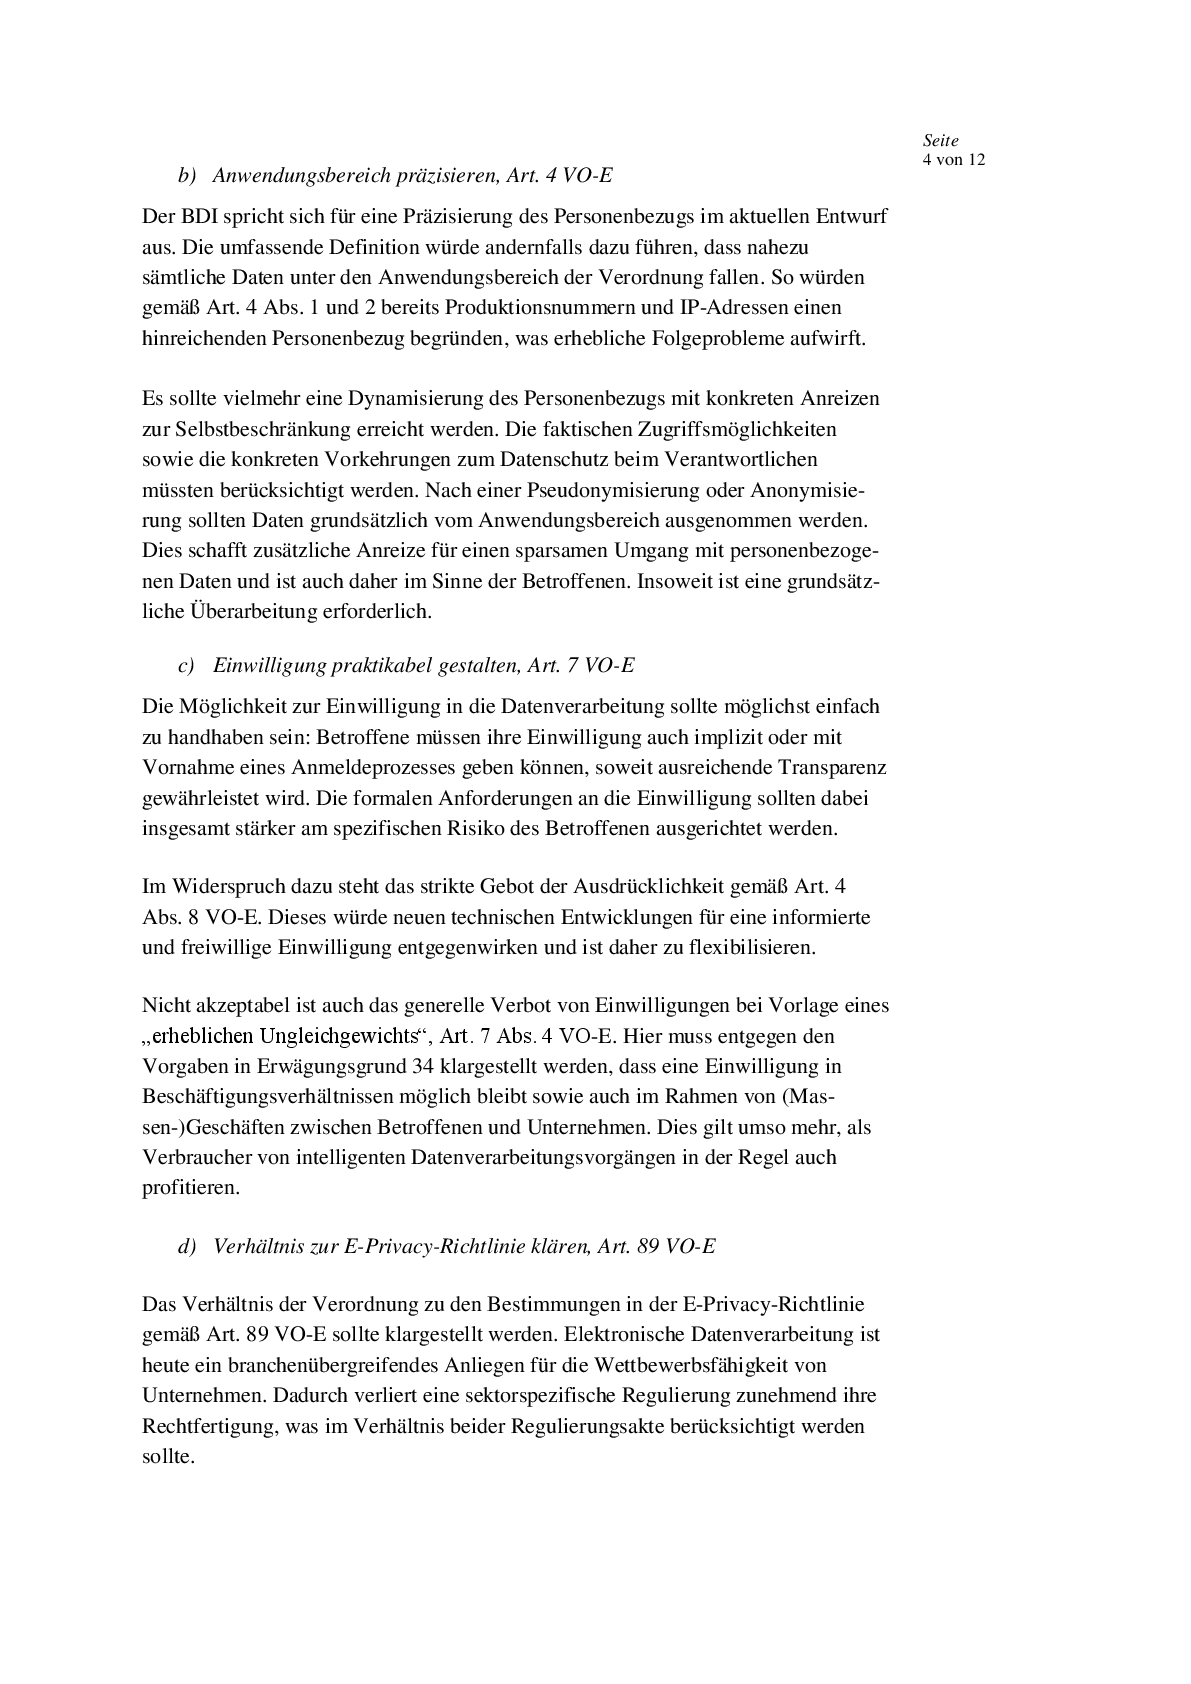 Seite
4 von 12
b) Anwendungsbereich präzisieren, Art. 4 VO-E
Der BDI spricht sich für eine Präzisierung des Personenbezugs im aktuellen Entwurf
aus. Die umfassende Definition würde andernfalls dazu führen, dass nahezu
sämtliche Daten unter den Anwendungsbereich der Verordnung fallen. So würden
gemäß Art. 4 Abs. 1 und 2 bereits Produktionsnummern und IP-Adressen einen
hinreichenden Personenbezug begründen, was erhebliche Folgeprobleme aufwirft.
Es sollte vielmehr eine Dynamisierung des Personenbezugs mit konkreten Anreizen
zur Selbstbeschränkung erreicht werden. Die faktischen Zugriffsmöglichkeiten
sowie die konkreten Vorkehrungen zum Datenschutz beim Verantwortlichen
müssten berücksichtigt werden. Nach einer Pseudonymisierung oder Anonymisie-
rung sollten Daten grundsätzlich vom Anwendungsbereich ausgenommen werden.
Dies schafft zusätzliche Anreize für einen sparsamen Umgang mit personenbezoge-
nen Daten und ist auch daher im Sinne der Betroffenen. Insoweit ist eine grundsätz-
liche Überarbeitung erforderlich.
c) Einwilligung praktikabel gestalten, Art. 7 VO-E
Die Möglichkeit zur Einwilligung in die Datenverarbeitung sollte möglichst einfach
zu handhaben sein: Betroffene müssen ihre Einwilligung auch implizit oder mit
Vornahme eines Anmeldeprozesses geben können, soweit ausreichende Transparenz
gewährleistet wird. Die formalen Anforderungen an die Einwilligung sollten dabei
insgesamt stärker am spezifischen Risiko des Betroffenen ausgerichtet werden.
Im Widerspruch dazu steht das strikte Gebot der Ausdrücklichkeit gemäß Art. 4
Abs. 8 VO-E. Dieses würde neuen technischen Entwicklungen für eine informierte
und freiwillige Einwilligung entgegenwirken und ist daher zu flexibilisieren.
Nicht akzeptabel ist auch das generelle Verbot von Einwilligungen bei Vorlage eines
„erheblichen Ungleichgewichts“, Art. 7 Abs. 4 VO-E. Hier muss entgegen den
Vorgaben in Erwägungsgrund 34 klargestellt werden, dass eine Einwilligung in
Beschäftigungsverhältnissen möglich bleibt sowie auch im Rahmen von (Mas-
sen-)Geschäften zwischen Betroffenen und Unternehmen. Dies gilt umso mehr, als
Verbraucher von intelligenten Datenverarbeitungsvorgängen in der Regel auch
profitieren.
d) Verhältnis zur E-Privacy-Richtlinie klären, Art. 89 VO-E
Das Verhältnis der Verordnung zu den Bestimmungen in der E-Privacy-Richtlinie
gemäß Art. 89 VO-E sollte klargestellt werden. Elektronische Datenverarbeitung ist
heute ein branchenübergreifendes Anliegen für die Wettbewerbsfähigkeit von
Unternehmen. Dadurch verliert eine sektorspezifische Regulierung zunehmend ihre
Rechtfertigung, was im Verhältnis beider Regulierungsakte berücksichtigt werden
sollte.